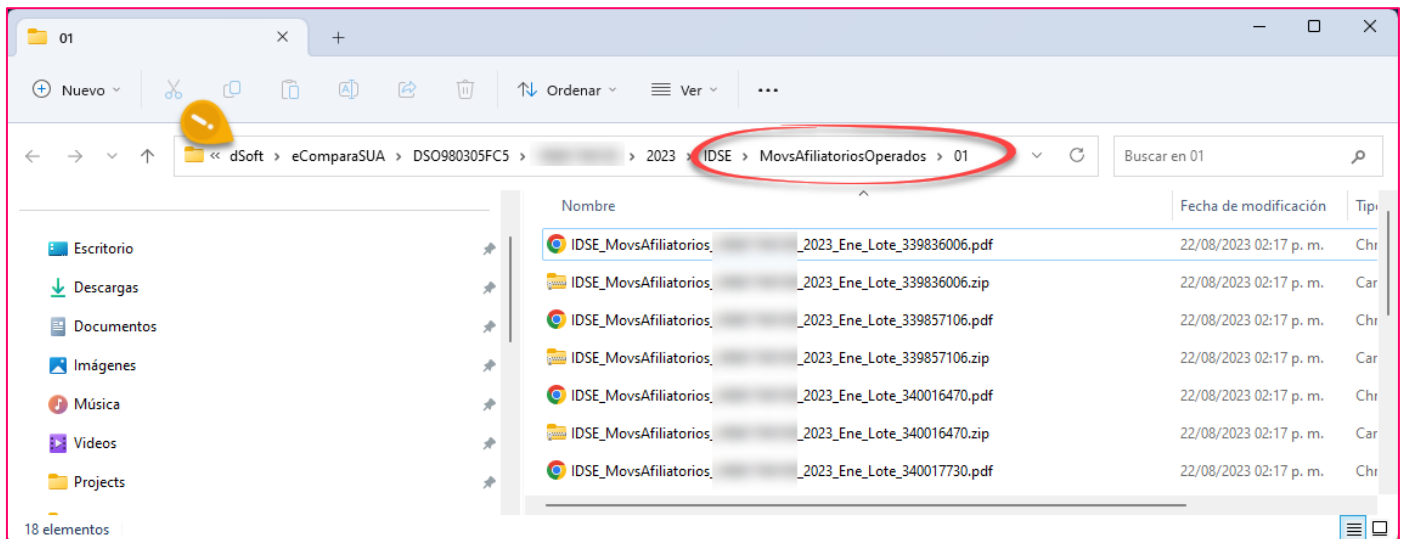 01
Nuevo Ordenar Ver
« dSoft > eComparaSUA > DSO980305FC5 > > 2023 > IDSE > MovsAfiliatoriosOperados > 01 Buscar en 01
Nombre Fecha de modificación Tip
Escritorio
IDSE_MovsAfiliatorios_ _2023_Ene_Lote_339836006.pdf 22/08/2023 02:17 p. m. Chr
Descargas
IDSE_MovsAfiliatorios_ _2023_Ene_Lote_339836006.zip 22/08/2023 02:17 p. m. Car
Documentos
IDSE_MovsAfiliatorios_ _2023_Ene_Lote_339857106.pdf 22/08/2023 02:17 p. m. Chr
Imágenes
IDSE_MovsAfiliatorios_ _2023_Ene_Lote_339857106.zip 22/08/2023 02:17 p. m. Car
Música
IDSE_MovsAfiliatorios_ _2023_Ene_Lote_340016470.pdf 22/08/2023 02:17 p. m. Chr
Videos
IDSE_MovsAfiliatorios_ _2023_Ene_Lote_340016470.zip 22/08/2023 02:17 p. m. Car
Projects
IDSE_MovsAfiliatorios_ _2023_Ene_Lote_340017730.pdf 22/08/2023 02:17 p. m. Chr
18 elementos